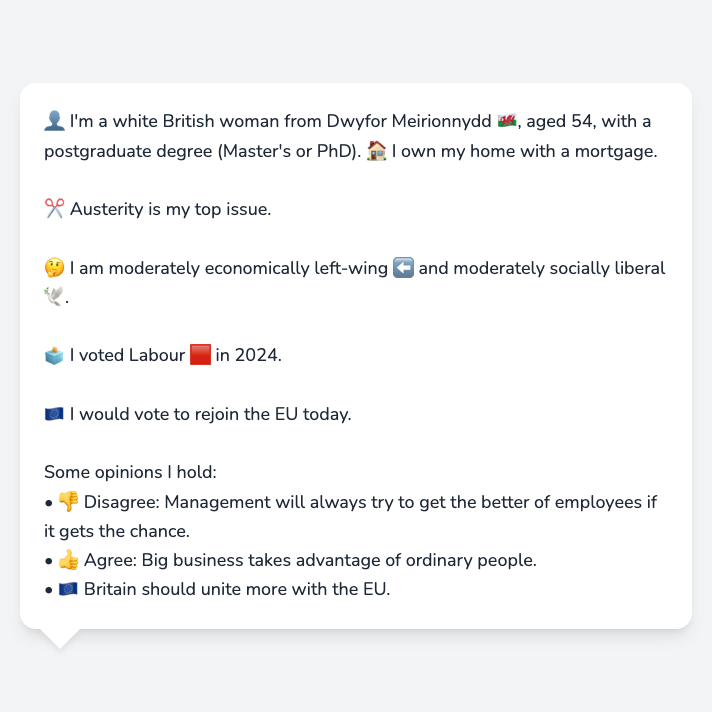 👤 I'm a white British woman from Dwyfor Meirionnydd 🏴󠁧󠁢󠁷󠁬󠁳󠁿, aged 54, with a
postgraduate degree (Master's or PhD). 🏠 I own my home with a mortgage.
✂️ Austerity is my top issue.
🤔 I am moderately economically left-wing ⬅️ and moderately socially liberal
🕊️.
🗳️ I voted Labour 🟥 in 2024.
🇪🇺 I would vote to rejoin the EU today.
Some opinions I hold:
• 👎 Disagree: Management will always try to get the better of employees if
it gets the chance.
• 👍 Agree: Big business takes advantage of ordinary people.
• 🇪🇺 Britain should unite more with the EU.